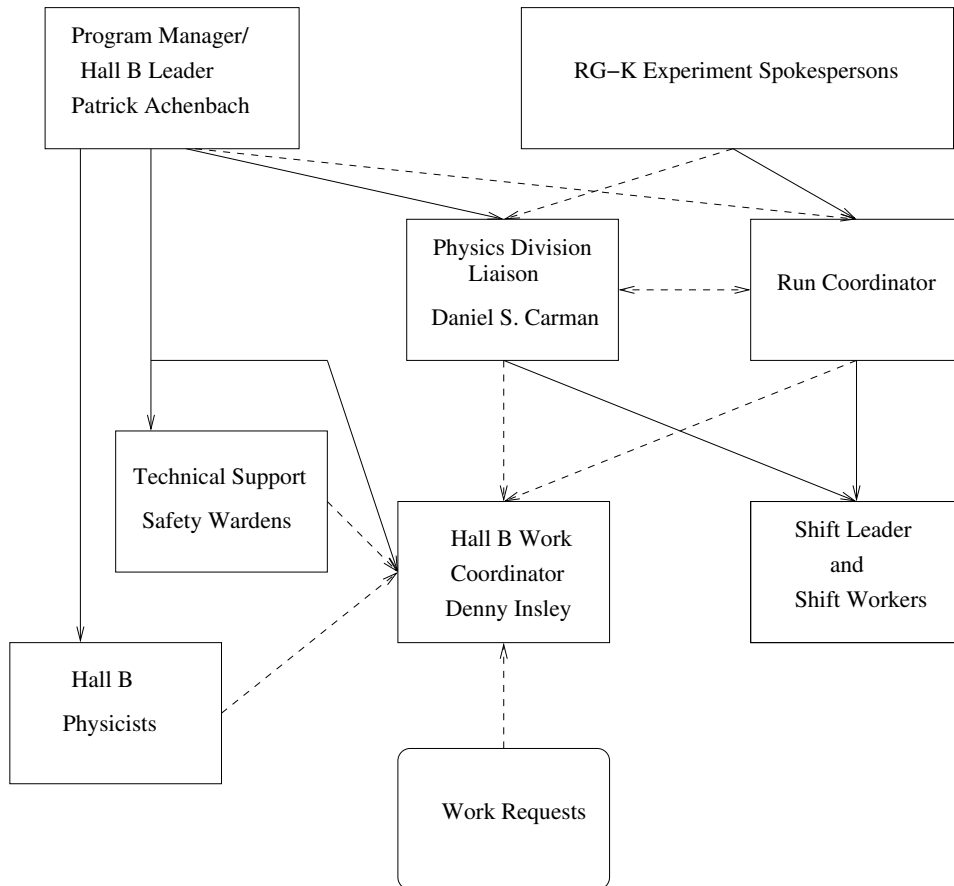 Program Manager/
Hall B Leader
Patrick Achenbach
RG−K Experiment Spokespersons
Physics Division
Liaison
Daniel S. Carman
Run Coordinator
Technical Support
Safety Wardens
Hall B Work
Coordinator
Denny Insley
Shift Leader
and
Shift Workers
Hall B
Physicists
Work Requests